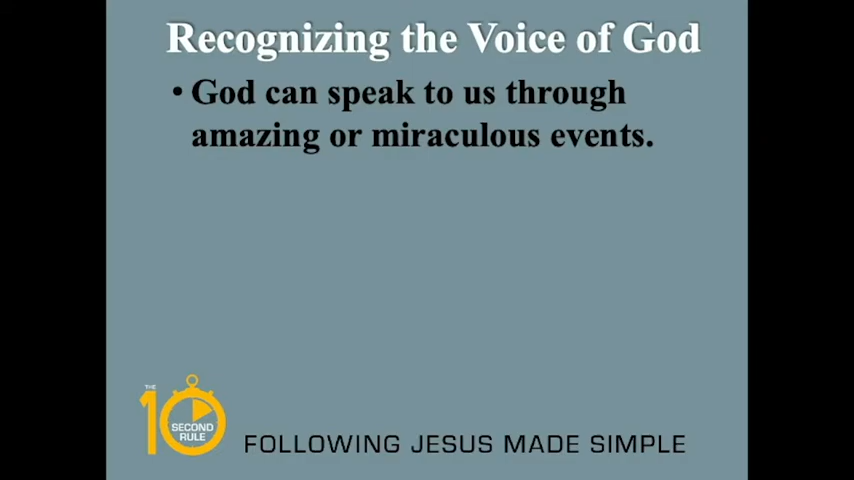 Recognizing the Voice of God
• God can speak to us through
amazing or miraculous events.
THE
10
SECOND
RULE
FOLLOWING JESUS MADE SIMPLE